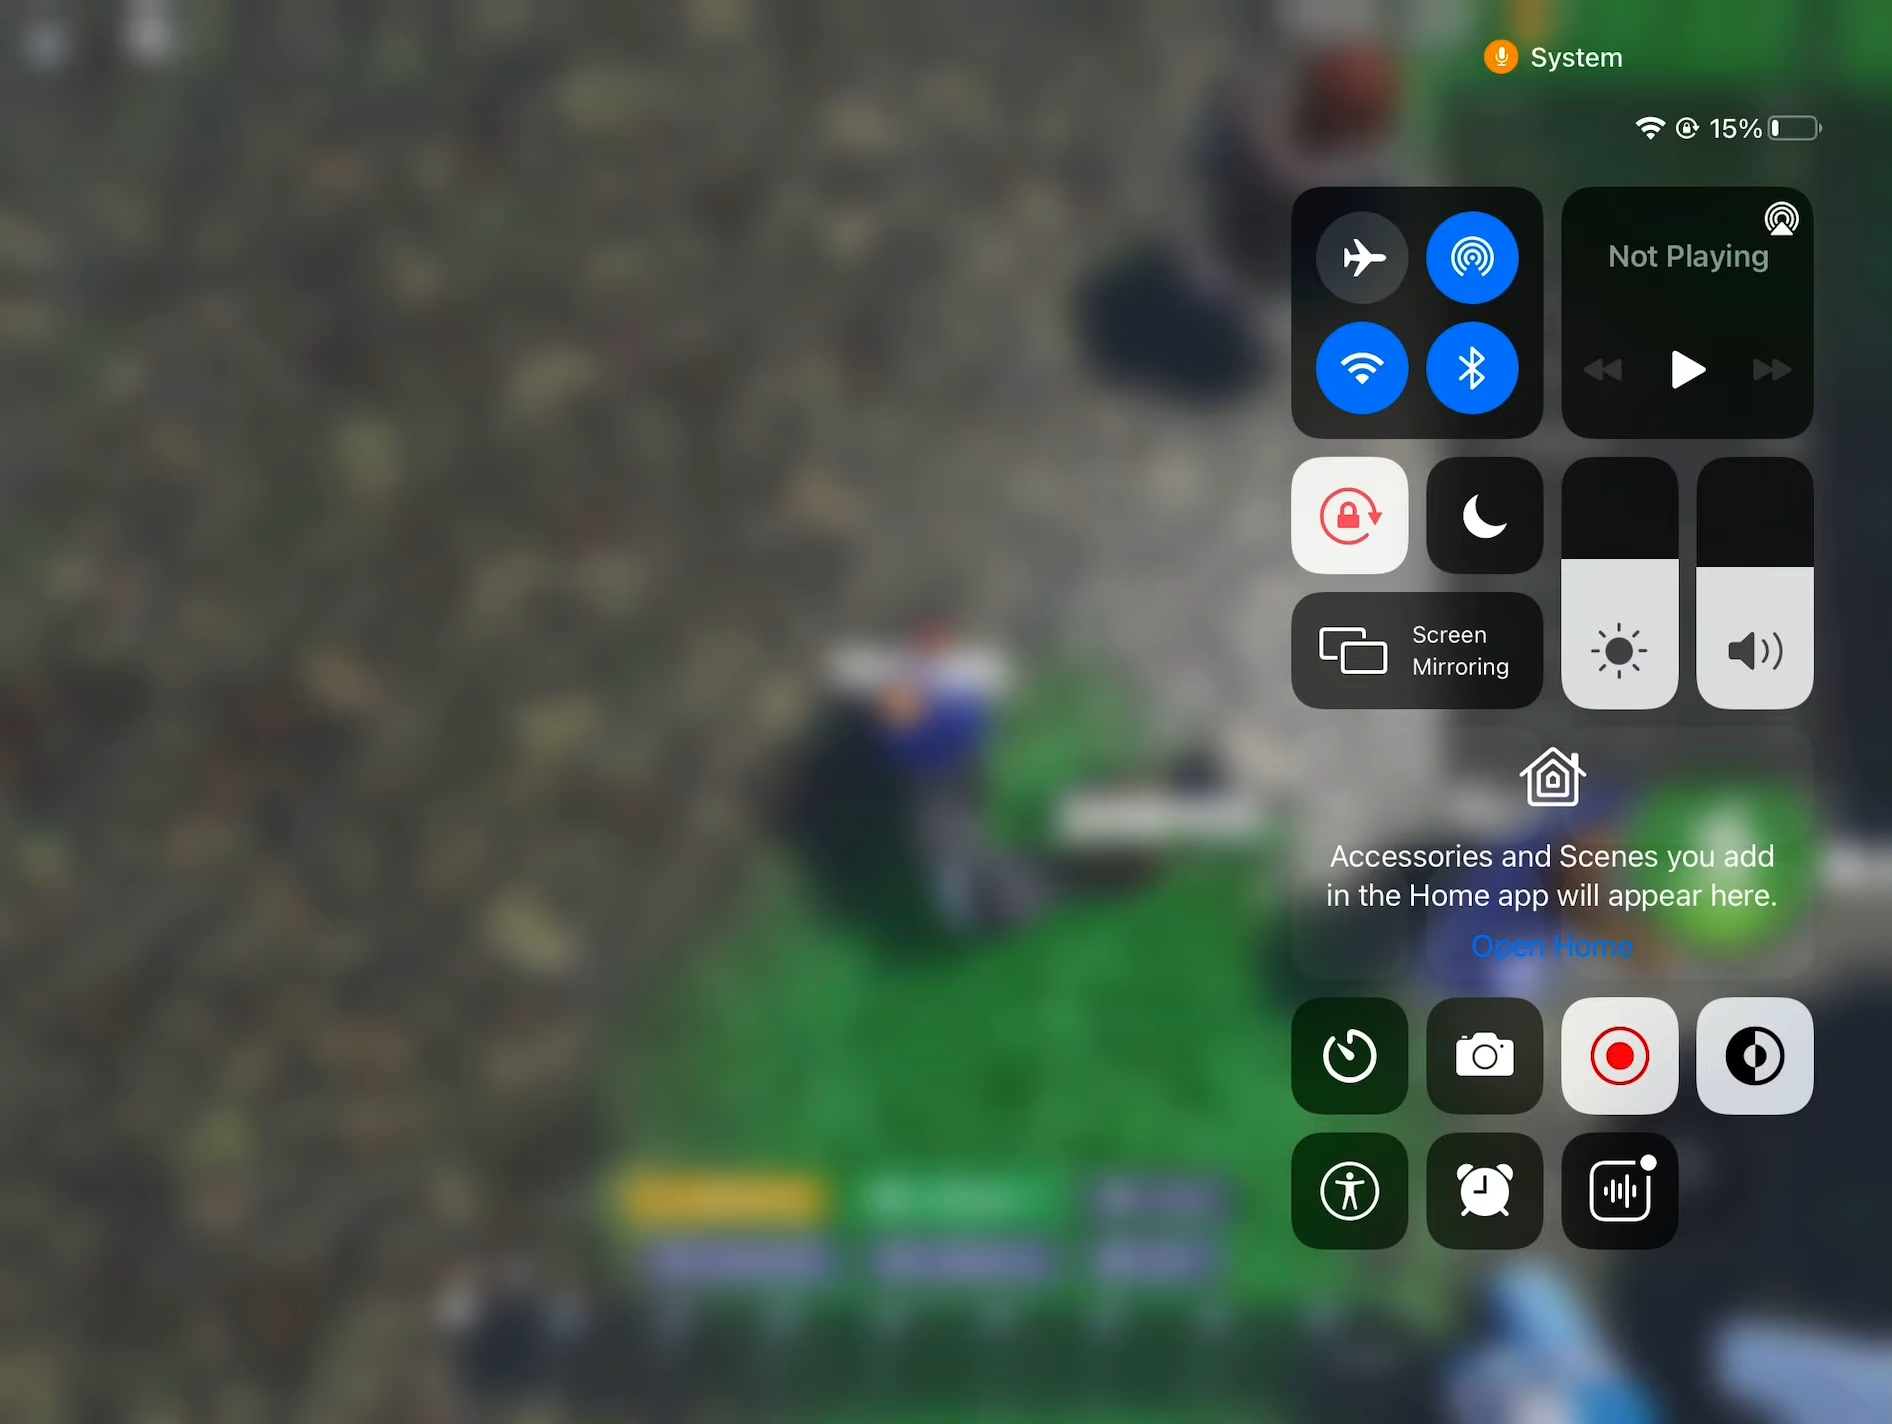 System
15%
Not Playing
Screen
Mirroring
Accessories and Scenes you add
in the Home app will appear here.
Open Home